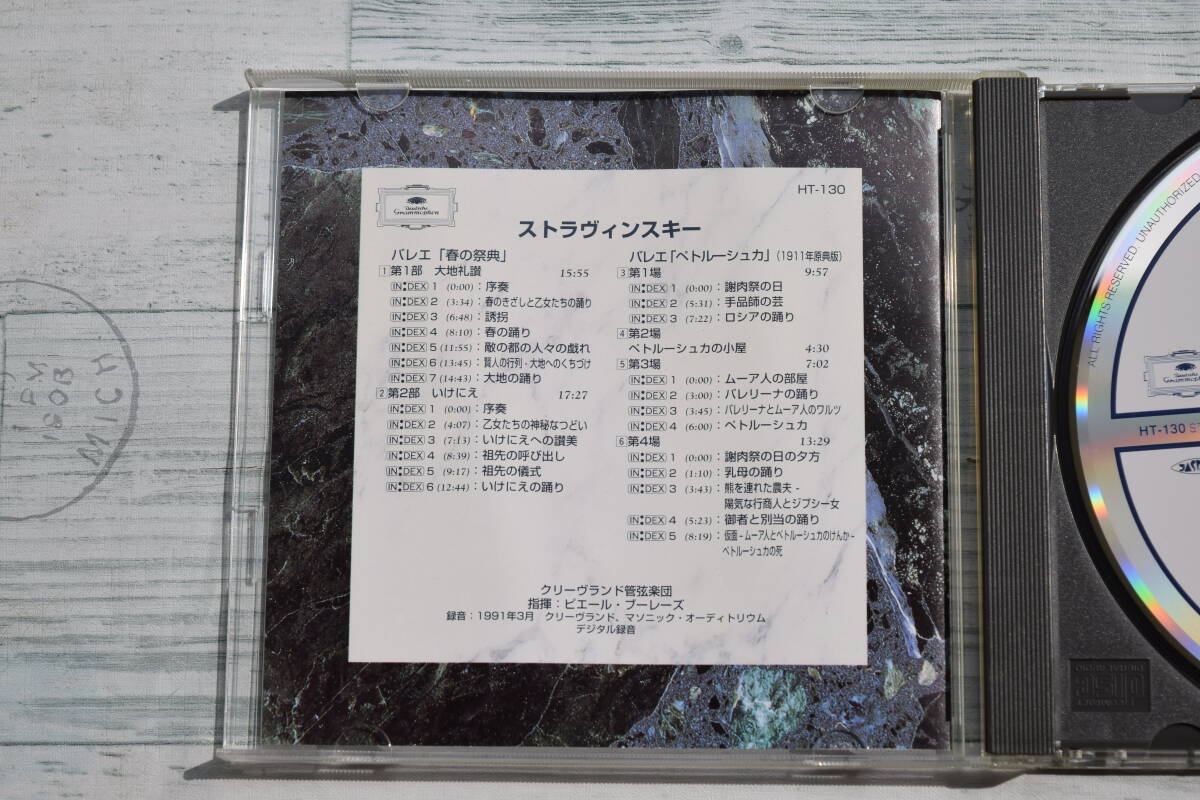 Deutsche
Grammophon
HT-130
ストラヴィンスキー
バレエ「春の祭典」
1 第1部 大地礼讃 15:55
INDEX 1 (0:00) : 序奏
INDEX 2 (3:34) : 春のきざしと乙女たちの踊り
INDEX 3 (6:48) : 誘拐
INDEX 4 (8:10) : 春の踊り
INDEX 5 (11:55) : 敵の都の人々の戯れ
INDEX 6 (13:45) : 賢人の行列 - 大地へのくちづけ
INDEX 7 (14:43) : 大地の踊り
2 第2部 いけにえ 17:27
INDEX 1 (0:00) : 序奏
INDEX 2 (4:07) : 乙女たちの神秘なつどい
INDEX 3 (7:13) : いけにえへの讃美
INDEX 4 (8:39) : 祖先の呼び出し
INDEX 5 (9:17) : 祖先の儀式
INDEX 6 (12:44) : いけにえの踊り
バレエ「ペトルーシュカ」(1911年原典版)
3 第1場 9:57
INDEX 1 (0:00) : 謝肉祭の日
INDEX 2 (5:31) : 手品師の芸
INDEX 3 (7:22) : ロシアの踊り
4 第2場
ペトルーシュカの小屋 4:30
5 第3場 7:02
INDEX 1 (0:00) : ムーア人の部屋
INDEX 2 (3:00) : バレリーナの踊り
INDEX 3 (3:45) : バレリーナとムーア人のワルツ
INDEX 4 (6:00) : ペトルーシュカ
6 第4場 13:29
INDEX 1 (0:00) : 謝肉祭の日の夕方
INDEX 2 (1:10) : 乳母の踊り
INDEX 3 (3:43) : 熊を連れた農夫 -
陽気な行商人とジプシー女
INDEX 4 (5:23) : 御者と別当の踊り
INDEX 5 (8:19) : 仮面 - ムーア人とペトルーシュカのけんか -
ペトルーシュカの死
クリーヴランド管弦楽団
指揮：ピエール・ブーレーズ
録音：1991年3月 クリーヴランド、マソニック・オーディトリウム
デジタル録音
ALL RIGHTS RESERVED. UNAUTHORIZED
HT-130
MICH